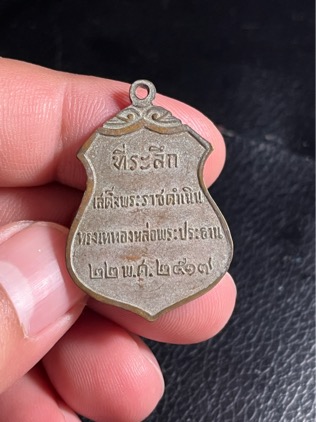 ที่ระลึก
เสด็จพระราชดำเนิน
ทรงเททองหล่อพระประธาน
๒๒ พ.ศ. ๒๕๑๗